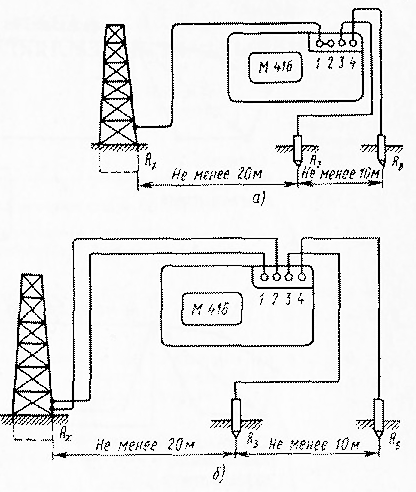 М 416
1 2 3 4
Rх
Rз
Rв
Не менее 20м
Не менее 10м
а)
1 2 3 4
М 416
Rх
Rз
Не менее 20м
Не менее 10м
б)